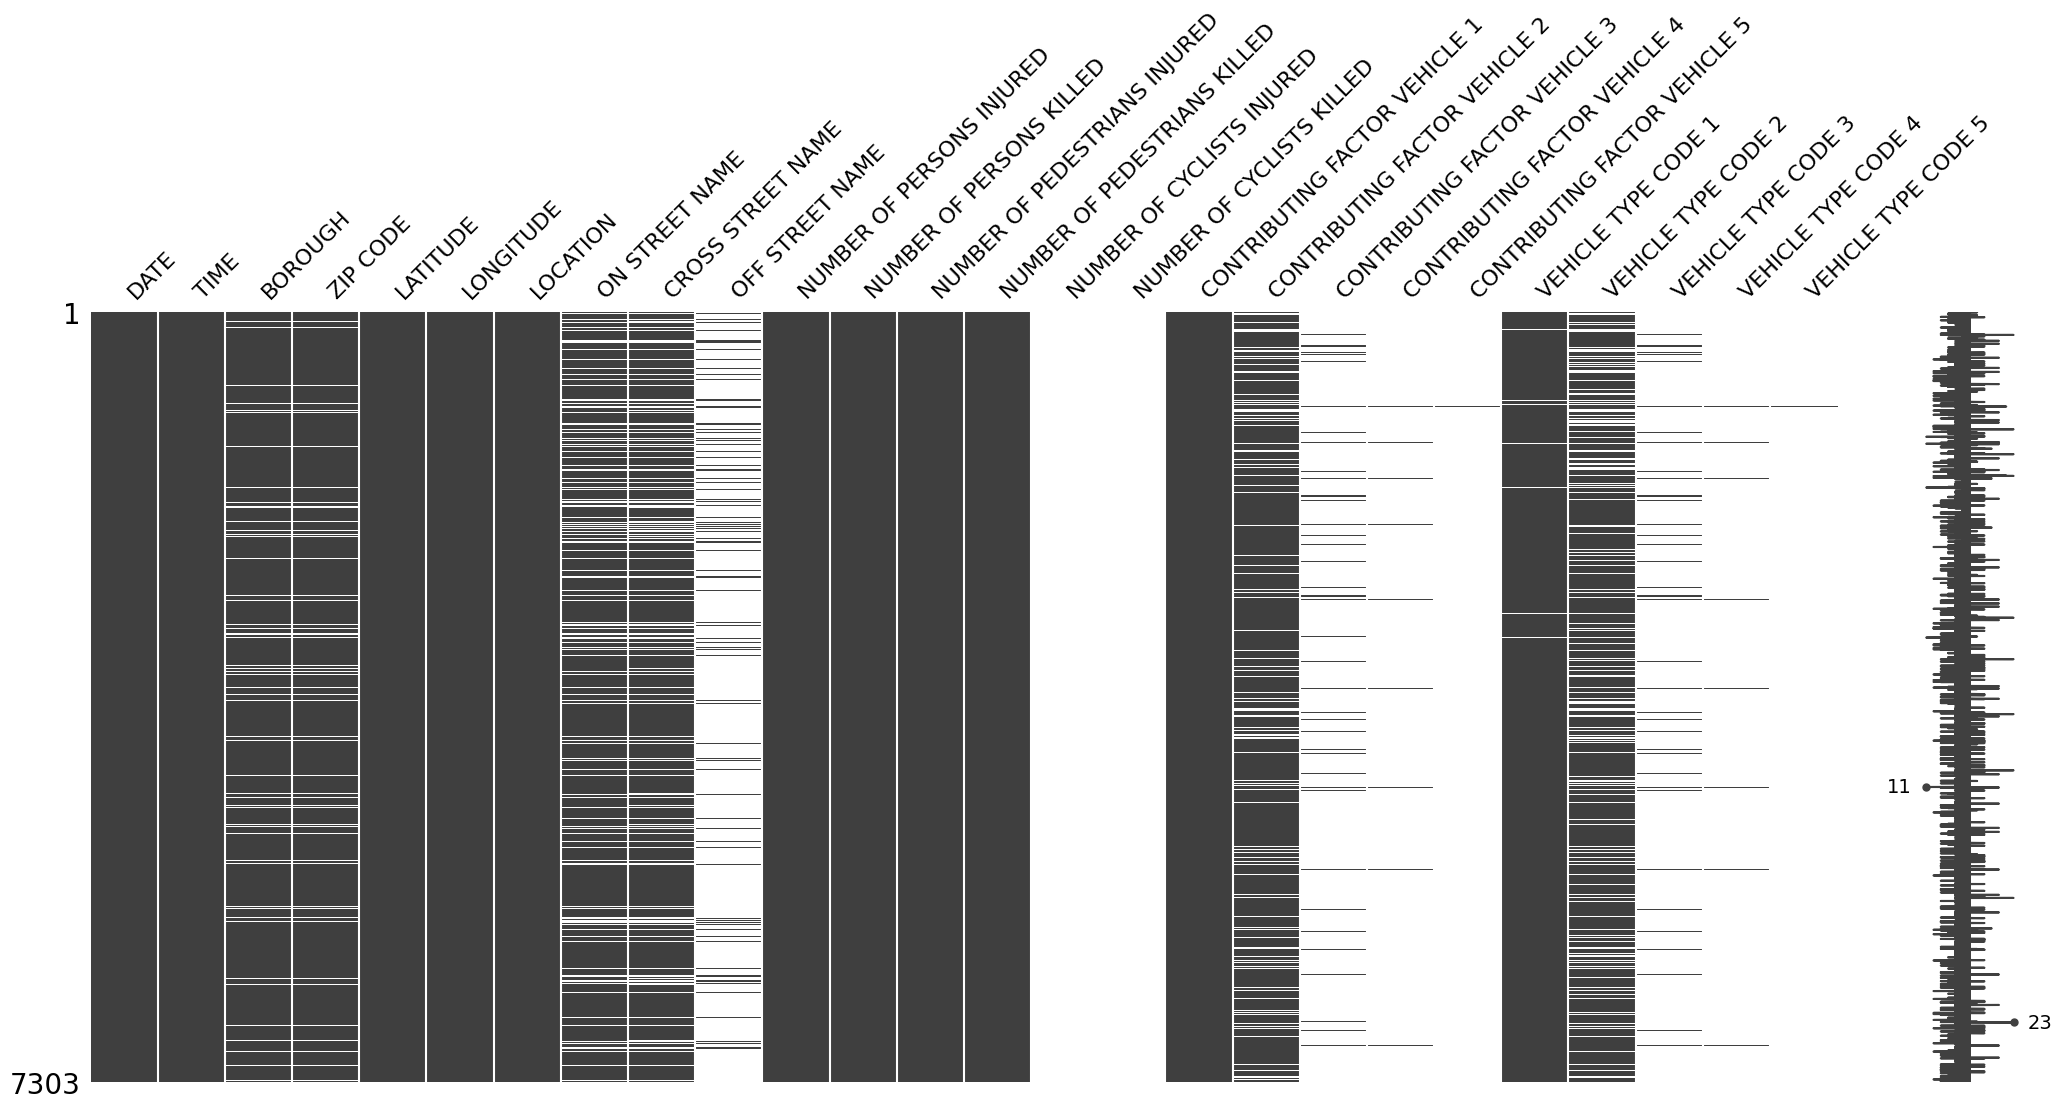 DATE
TIME
BOROUGH
ZIP CODE
LATITUDE
LONGITUDE
LOCATION
ON STREET NAME
CROSS STREET NAME
OFF STREET NAME
NUMBER OF PERSONS INJURED
NUMBER OF PERSONS KILLED
NUMBER OF PEDESTRIANS INJURED
NUMBER OF PEDESTRIANS KILLED
NUMBER OF CYCLISTS INJURED
NUMBER OF CYCLISTS KILLED
CONTRIBUTING FACTOR VEHICLE 1
CONTRIBUTING FACTOR VEHICLE 2
CONTRIBUTING FACTOR VEHICLE 3
CONTRIBUTING FACTOR VEHICLE 4
CONTRIBUTING FACTOR VEHICLE 5
VEHICLE TYPE CODE 1
VEHICLE TYPE CODE 2
VEHICLE TYPE CODE 3
VEHICLE TYPE CODE 4
VEHICLE TYPE CODE 5
1
11
23
7303